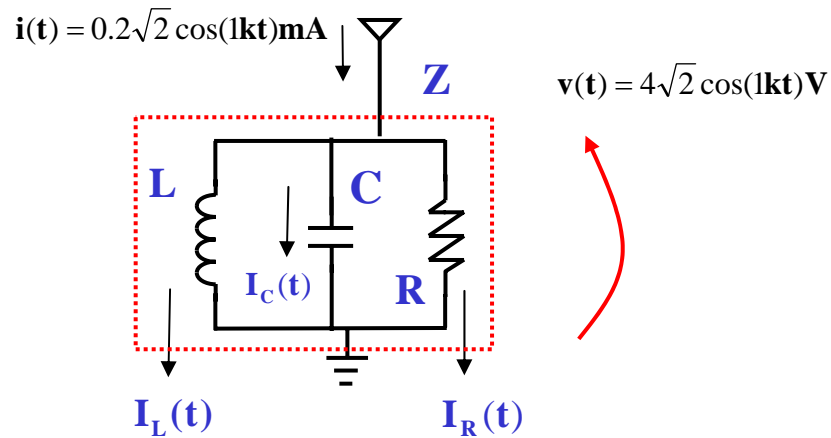 i(t) = 0.2√2 cos(1kt)mA
Z
v(t) = 4√2 cos(1kt)V
L
C
I_C(t)
R
I_L(t)
I_R(t)